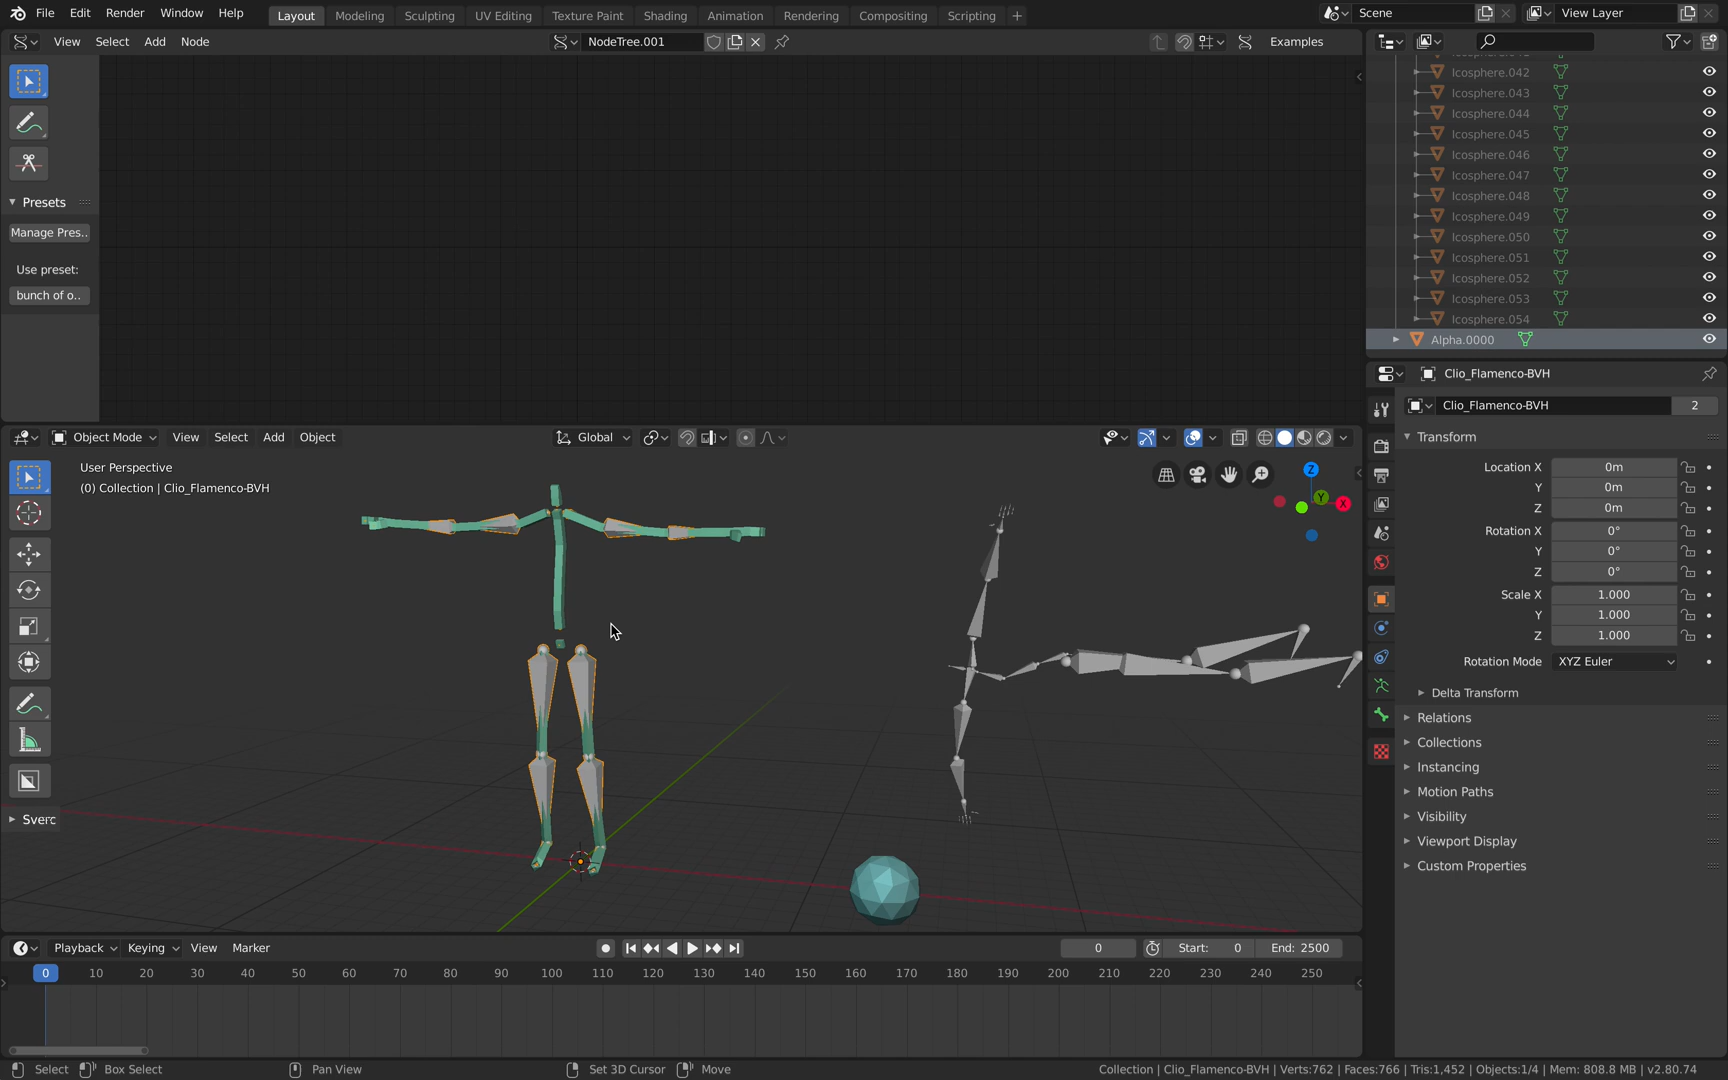 File Edit Render Window Help Layout Modeling Sculpting UV Editing Texture Paint Shading Animation Rendering Compositing Scripting + Scene View Layer
View Select Add Node NodeTree.001 Examples
Icosphere.042
Icosphere.043
Icosphere.044
Icosphere.045
Icosphere.046
Icosphere.047
Icosphere.048
Icosphere.049
Icosphere.050
Icosphere.051
Icosphere.052
Icosphere.053
Icosphere.054
Alpha.0000
Presets
Manage Pres..
Use preset:
bunch of o..
Clio_Flamenco-BVH
Clio_Flamenco-BVH 2
Transform
Location X 0m
Y 0m
Z 0m
Rotation X 0°
Y 0°
Z 0°
Scale X 1.000
Y 1.000
Z 1.000
Rotation Mode XYZ Euler
Delta Transform
Relations
Collections
Instancing
Motion Paths
Visibility
Viewport Display
Custom Properties
Object Mode View Select Add Object Global
User Perspective
(0) Collection | Clio_Flamenco-BVH
Z
Y
X
Sverc
Playback Keying View Marker 0 Start: 0 End: 2500
0 10 20 30 40 50 60 70 80 90 100 110 120 130 140 150 160 170 180 190 200 210 220 230 240 250
Select Box Select Pan View Set 3D Cursor Move Collection | Clio_Flamenco-BVH | Verts:762 | Faces:766 | Tris:1,452 | Objects:1/4 | Mem: 808.8 MB | v2.80.74